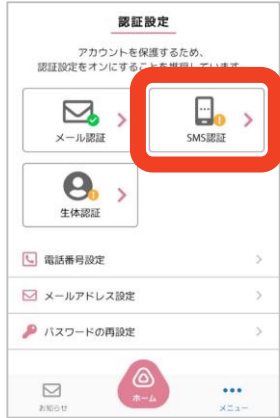 認証設定
アカウントを保護するため、
認証設定をオンにすることを推奨しています
メール認証
SMS認証
生体認証
電話番号設定
メールアドレス設定
パスワードの再設定
お知らせ
ホーム
メニュー